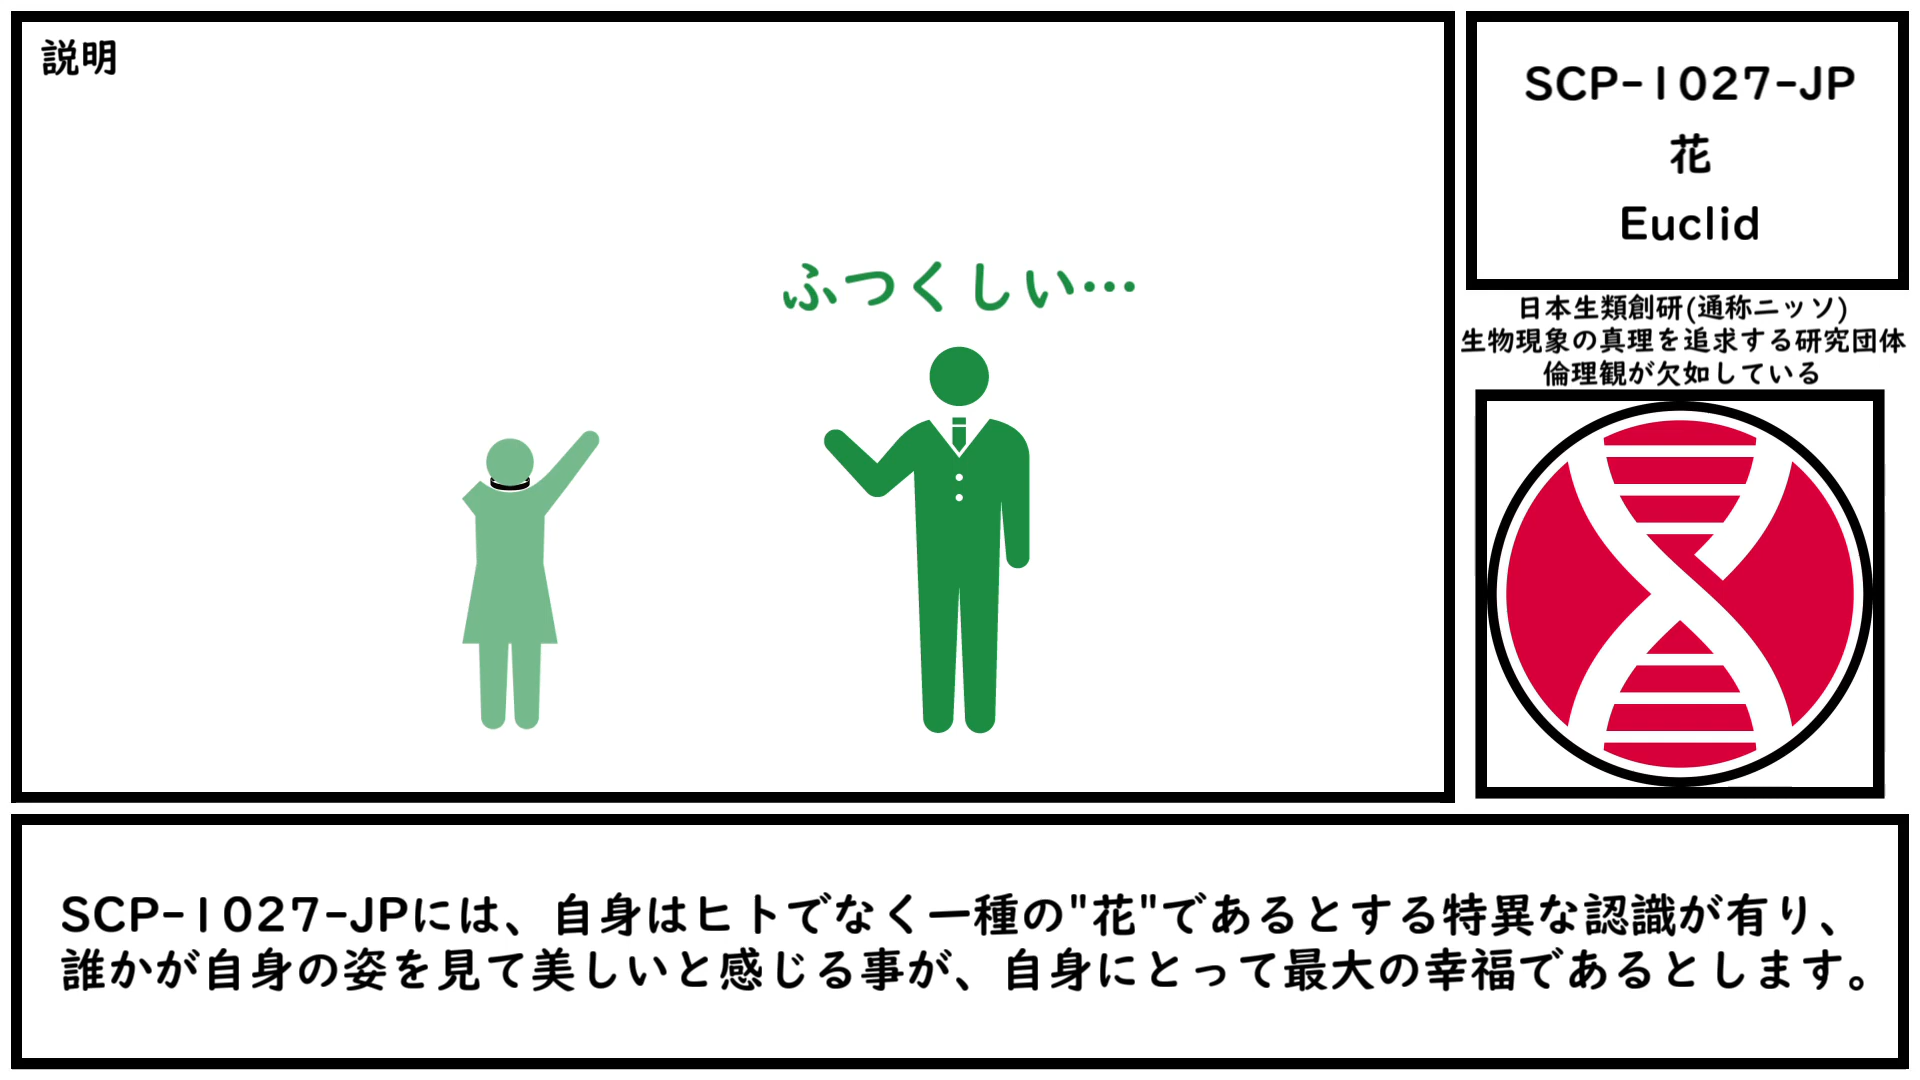 説明
ふつくしい…
SCP-1027-JP
花
Euclid
日本生類創研(通称ニッソ)
生物現象の真理を追求する研究団体
倫理観が欠如している
SCP-1027-JPには、自身はヒトでなく一種の"花"であるとする特異な認識が有り、
誰かが自身の姿を見て美しいと感じる事が、自身にとって最大の幸福であるとします。